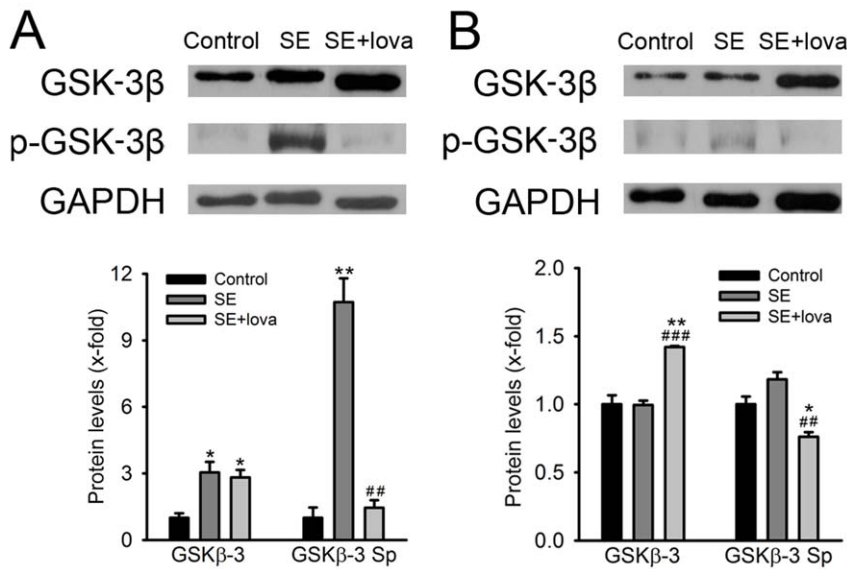 A
Control SE SE+lova
GSK-3β
p-GSK-3β
GAPDH
12
9
6
3
0
Protein levels (x-fold)
Control
SE
SE+lova
*
*
**
##
GSKβ-3 GSKβ-3 Sp
B
Control SE SE+lova
GSK-3β
p-GSK-3β
GAPDH
2.0
1.5
1.0
0.5
0.0
Protein levels (x-fold)
Control
SE
SE+lova
**
###
*
##
GSKβ-3 GSKβ-3 Sp